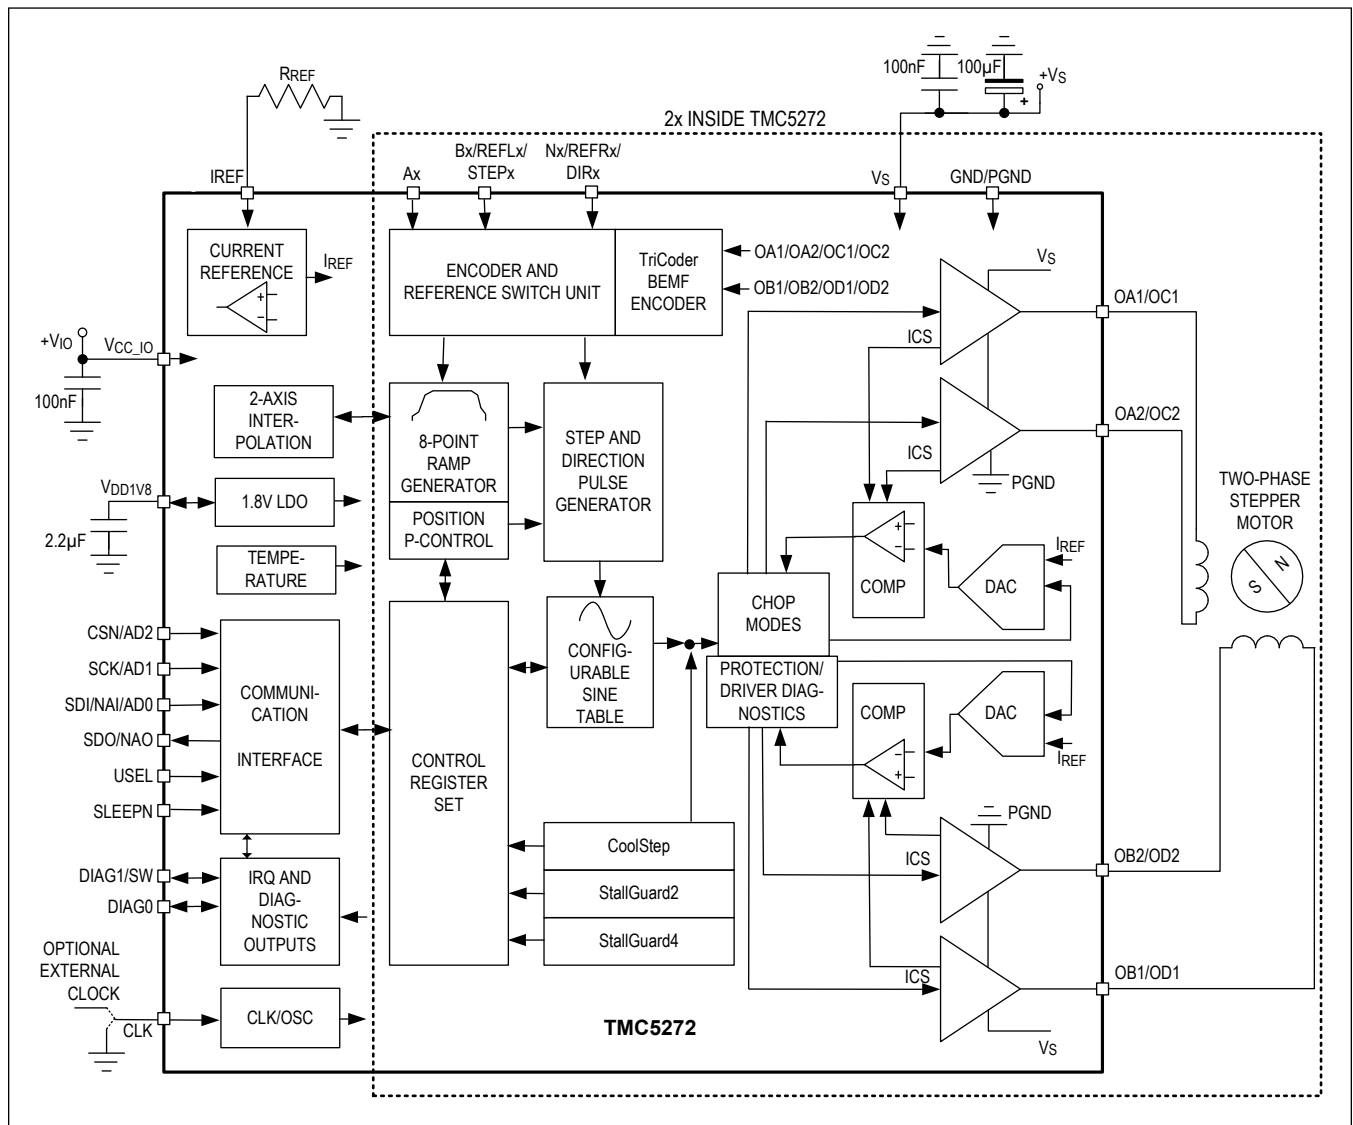 100nF
100µF
+VS
RREF
2x INSIDE TMC5272
IREF
Ax
Bx/REFLx/
STEPx
Nx/REFRx/
DIRx
VS
GND/PGND
CURRENT
REFERENCE
+
−
IREF
ENCODER AND
REFERENCE SWITCH UNIT
TriCoder
BEMF
ENCODER
OA1/OA2/OC1/OC2
OB1/OB2/OD1/OD2
VS
OA1/OC1
ICS
+VIO
VCC_IO
100nF
2-AXIS
INTER-
POLATION
8-POINT
RAMP
GENERATOR
POSITION
P-CONTROL
STEP AND
DIRECTION
PULSE
GENERATOR
OA2/OC2
ICS
PGND
VDD1V8
1.8V LDO
2.2µF
TEMPE-
RATURE
TWO-PHASE
STEPPER
MOTOR
N
S
+
−
COMP
DAC
IREF
CHOP
MODES
PROTECTION/
DRIVER DIAG-
NOSTICS
CONFIG-
URABLE
SINE
TABLE
CSN/AD2
SCK/AD1
SDI/NAI/AD0
SDO/NAO
USEL
SLEEPN
COMMUNI-
CATION
INTERFACE
CONTROL
REGISTER
SET
COMP
−
+
DAC
IREF
PGND
CoolStep
StallGuard2
StallGuard4
ICS
OB2/OD2
DIAG1/SW
DIAG0
IRQ AND
DIAG-
NOSTIC
OUTPUTS
ICS
OB1/OD1
OPTIONAL
EXTERNAL
CLOCK
CLK
CLK/OSC
TMC5272
VS